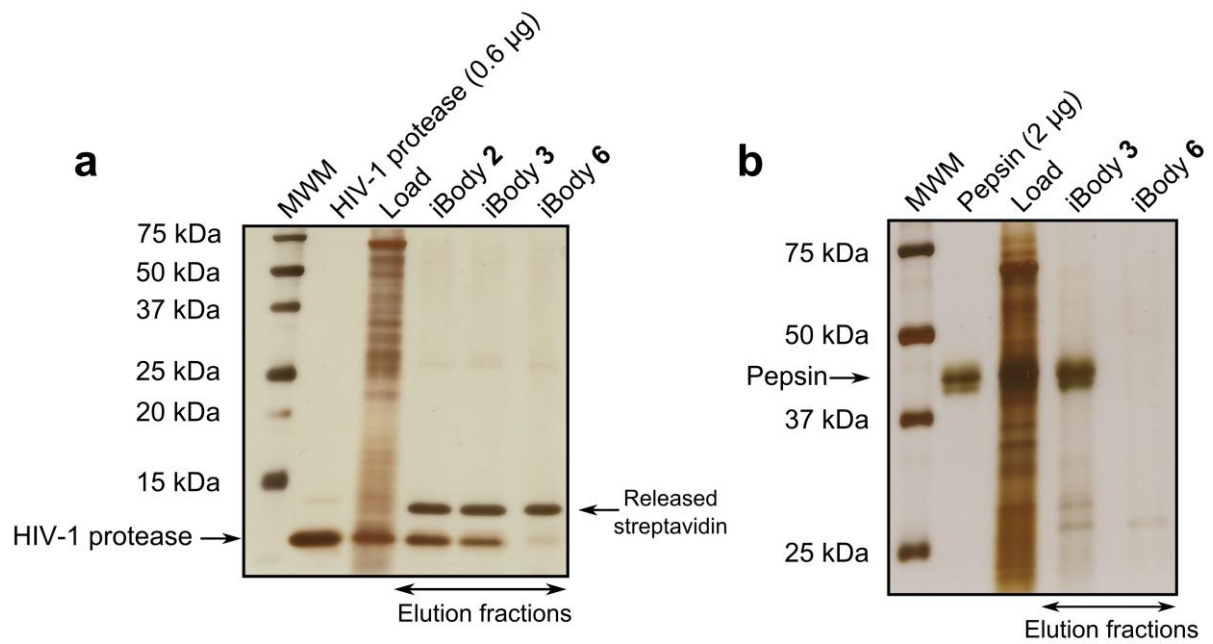 a
MWM
HIV-1 protease (0.6 µg)
Load
iBody 2
iBody 3
iBody 6
75 kDa
50 kDa
37 kDa
25 kDa
20 kDa
15 kDa
HIV-1 protease
Released
streptavidin
Elution fractions
b
MWM
Pepsin (2 µg)
Load
iBody 3
iBody 6
75 kDa
50 kDa
Pepsin
37 kDa
25 kDa
Elution fractions